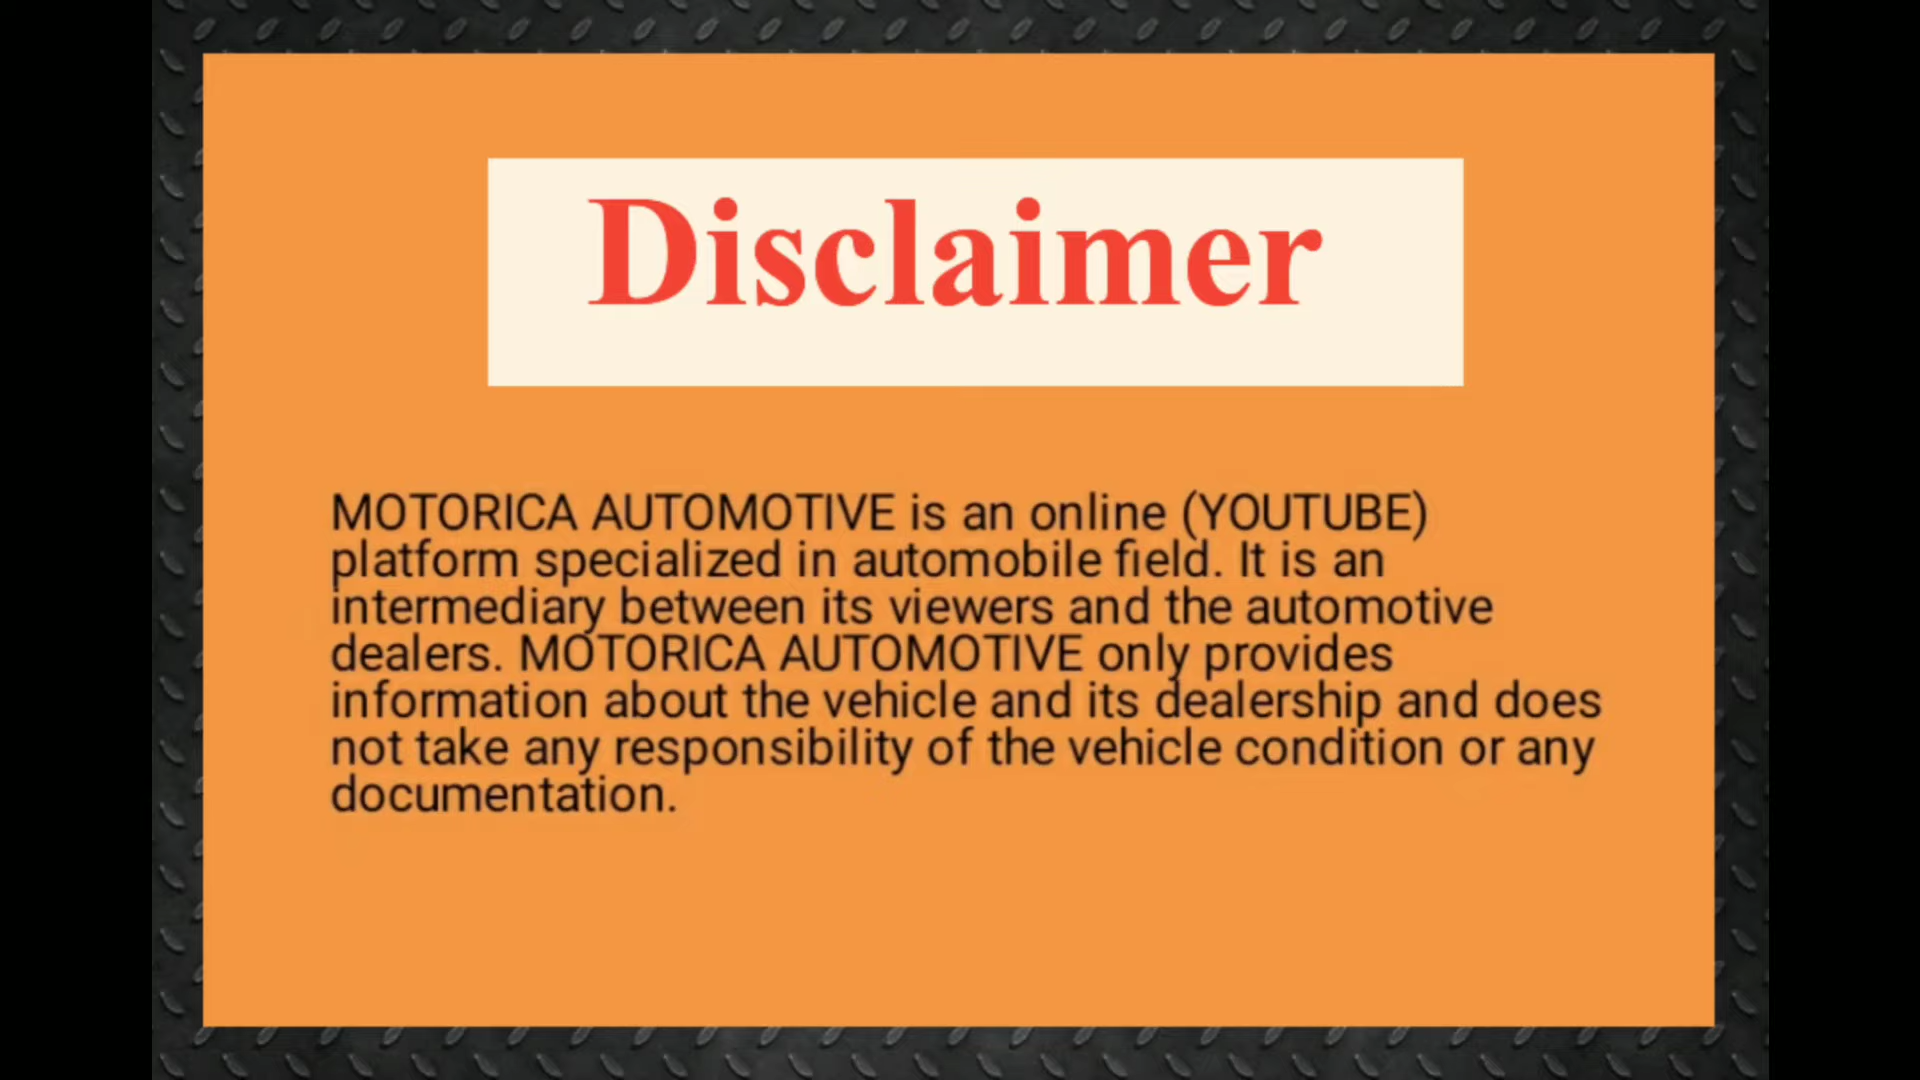 Disclaimer
MOTORICA AUTOMOTIVE is an online (YOUTUBE)
platform specialized in automobile field. It is an
intermediary between its viewers and the automotive
dealers. MOTORICA AUTOMOTIVE only provides
information about the vehicle and its dealership and does
not take any responsibility of the vehicle condition or any
documentation.